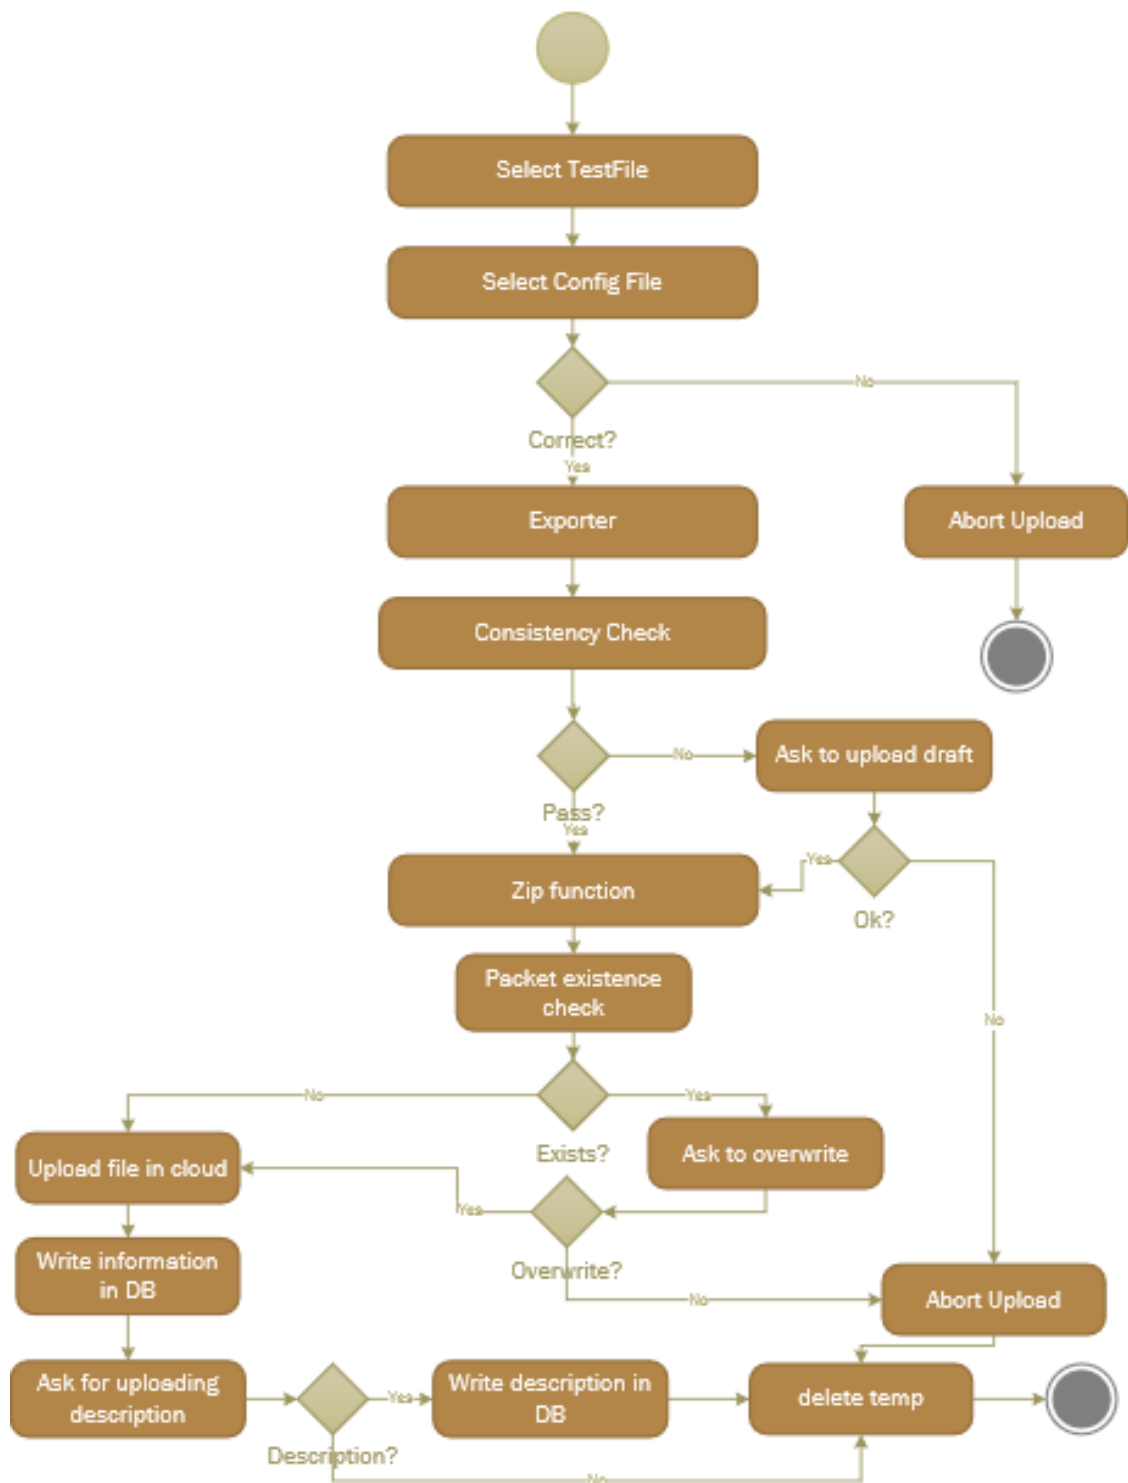 Select TestFile
Select Config File
No
Correct?
Yes
Exporter
Abort Upload
Consistency Check
No
Ask to upload draft
Pass?
Yes
Yes
Zip function
Ok?
Packet existence
check
No
No
Yes
Exists?
Ask to overwrite
Upload file in cloud
Yes
Overwrite?
Write information
in DB
No
Abort Upload
Ask for uploading
description
Yes
Write description in
DB
delete temp
Description?
No